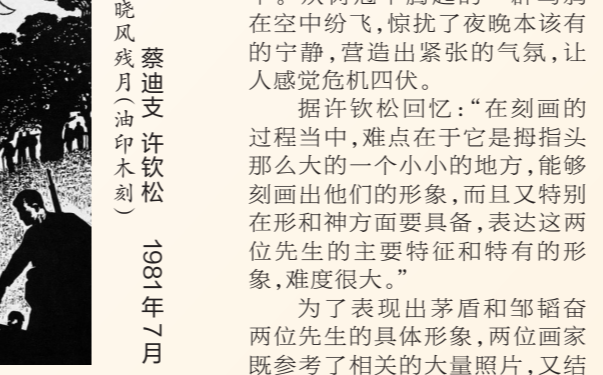 晓风残月(油印木刻)
蔡迪支 许钦松 1981年7月
在空中纷飞,惊扰了夜晚本该有
的宁静,营造出紧张的气氛,让
人感觉危机四伏。
据许钦松回忆:“在刻画的
过程当中,难点在于它是拇指头
那么大的一个小小的地方,能够
刻画出他们的形象,而且又特别
在形和神方面要具备,表达这两
位先生的主要特征和特有的形
象,难度很大。”
为了表现出茅盾和邹韬奋
两位先生的具体形象,两位画家
既参考了相关的大量照片,又结